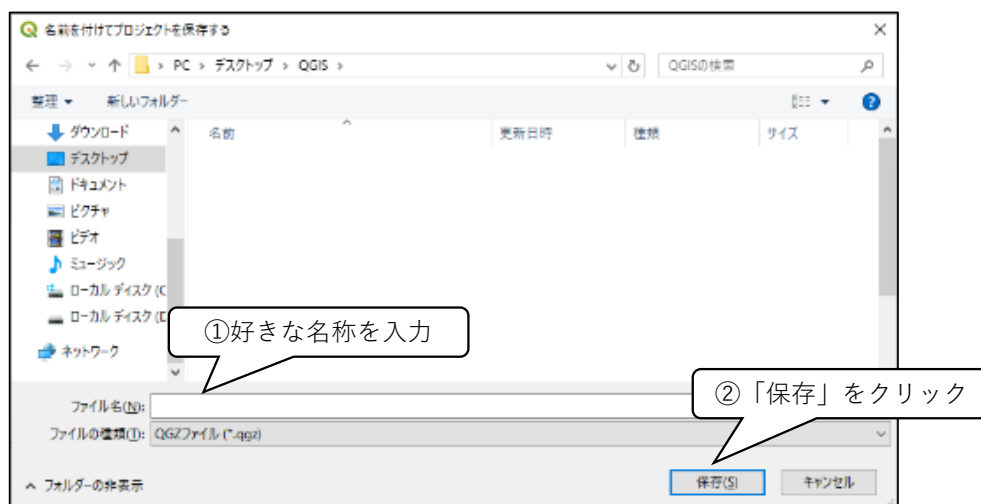 名前を付けてプロジェクトを保存する
PC › デスクトップ › QGIS ›
QGISの検索
整理
新しいフォルダー
ダウンロード
デスクトップ
ドキュメント
ピクチャ
ビデオ
ミュージック
ローカル ディスク (C
ローカル ディスク (D
ネットワーク
名前
更新日時
種類
サイズ
①好きな名称を入力
②「保存」をクリック
ファイル名(N):
ファイルの種類(T): QGZファイル (*.qgz)
フォルダーの非表示
保存(S)
キャンセル